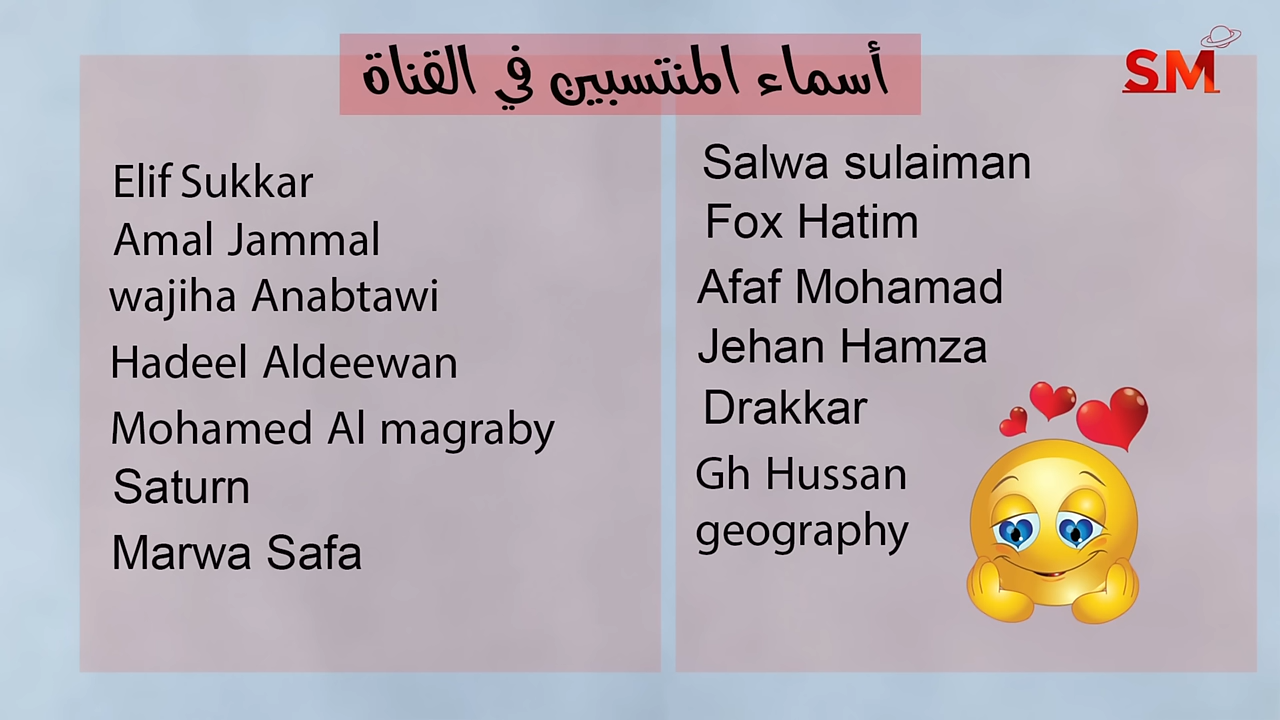 أسماء المنتسبين في القناة
SM
Elif Sukkar
Amal Jammal
wajiha Anabtawi
Hadeel Aldeewan
Mohamed Al magraby
Saturn
Marwa Safa
Salwa sulaiman
Fox Hatim
Afaf Mohamad
Jehan Hamza
Drakkar
Gh Hussan
geography